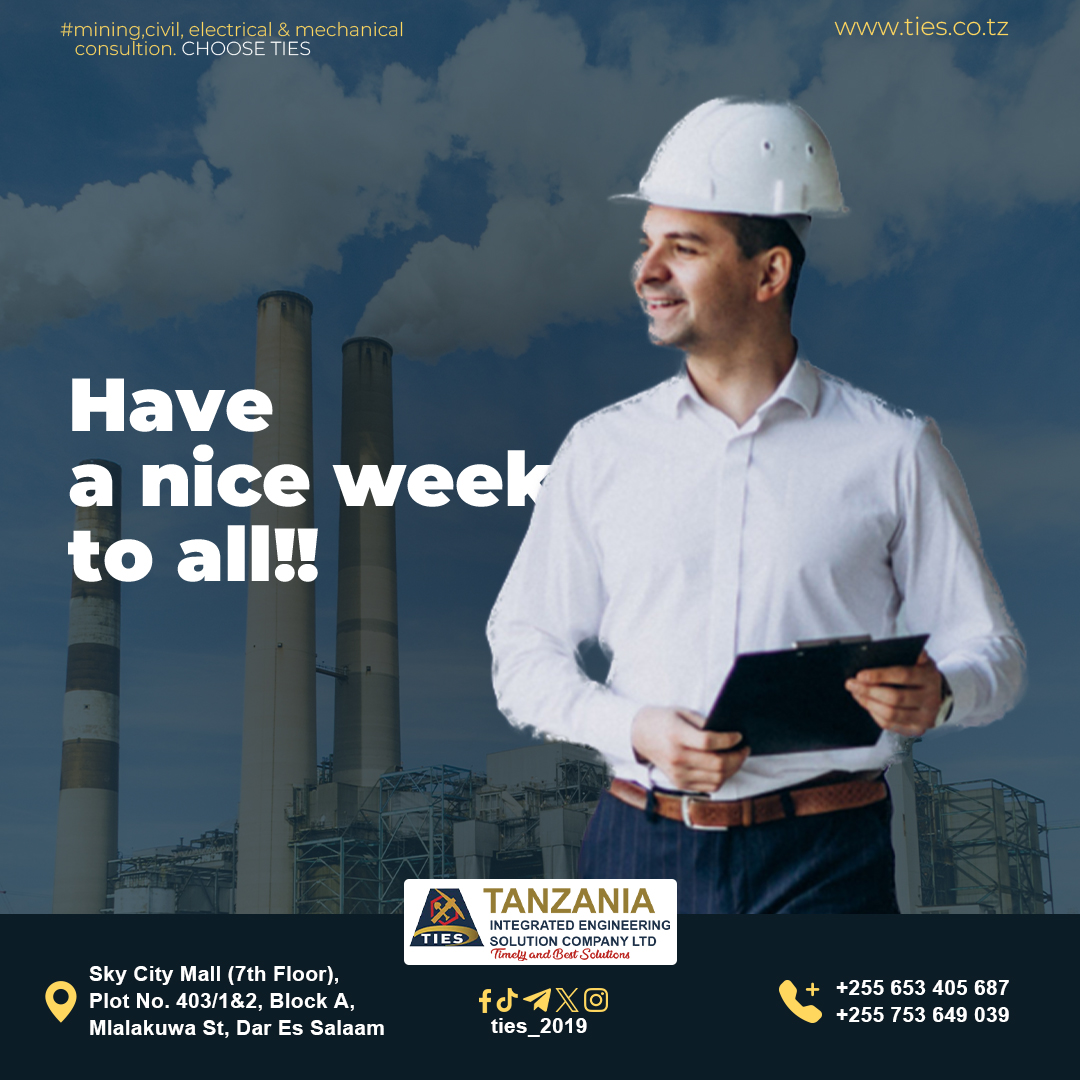 #mining,civil, electrical & mechanical
consultion. CHOOSE TIES
www.ties.co.tz
Have
a nice week
to all!!
TIES
TANZANIA
INTEGRATED ENGINEERING
SOLUTION COMPANY LTD
Timely and Best Solutions
Sky City Mall (7th Floor),
Plot No. 403/1&2, Block A,
Mlalakuwa St, Dar Es Salaam
ties_2019
+255 653 405 687
+255 753 649 039